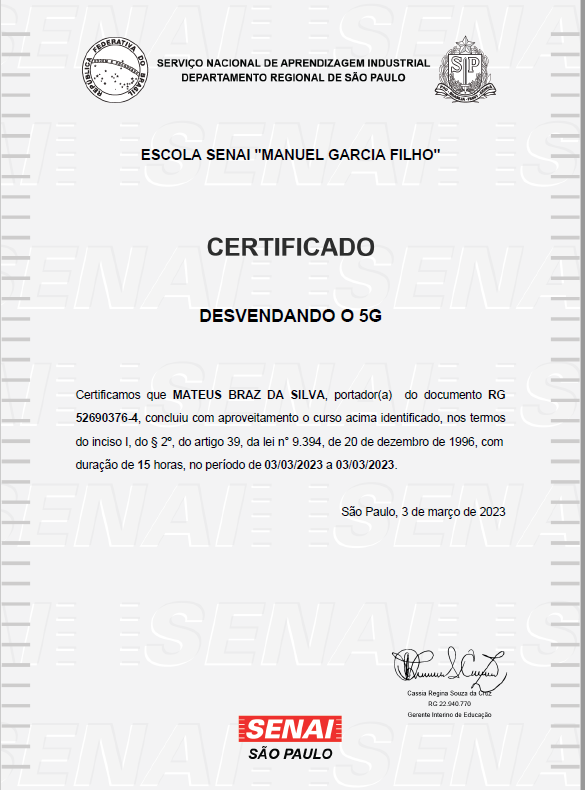 REPÚBLICA FEDERATIVA DO BRASIL
SERVIÇO NACIONAL DE APRENDIZAGEM INDUSTRIAL
DEPARTAMENTO REGIONAL DE SÃO PAULO
SP
ESCOLA SENAI "MANUEL GARCIA FILHO"
CERTIFICADO
DESVENDANDO O 5G
Certificamos que MATEUS BRAZ DA SILVA, portador(a) do documento RG
52690376-4, concluiu com aproveitamento o curso acima identificado, nos termos
do inciso I, do § 2º, do artigo 39, da lei n° 9.394, de 20 de dezembro de 1996, com
duração de 15 horas, no período de 03/03/2023 a 03/03/2023.
São Paulo, 3 de março de 2023
Cassia Regina Souza da Cruz
RG 22.940.770
Gerente Interino de Educação
SENAI
SÃO PAULO